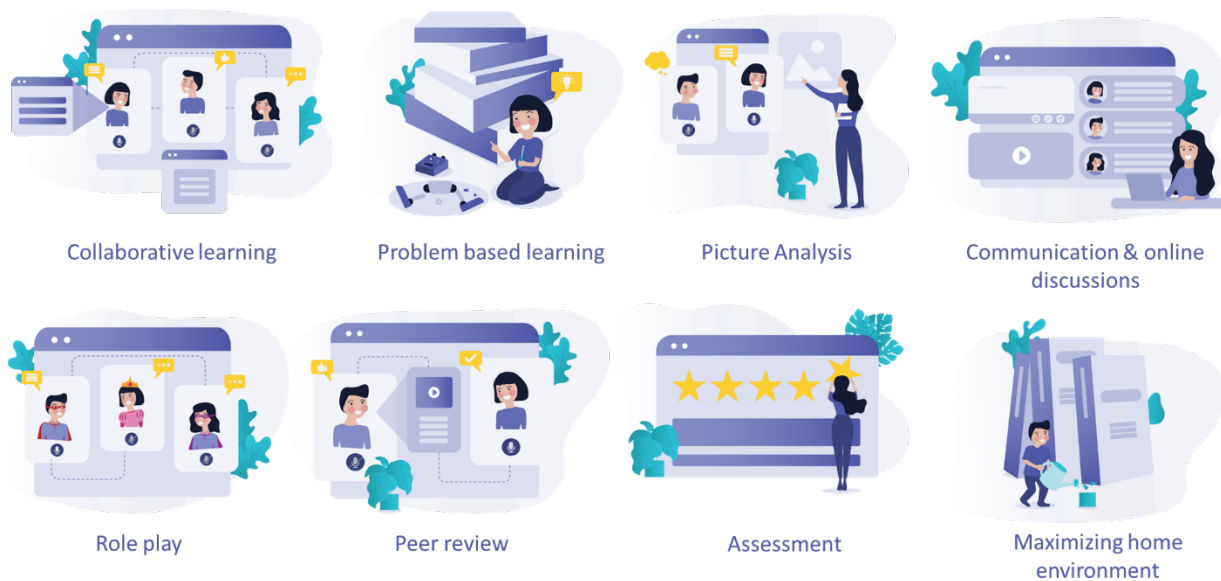 Collaborative learning
Problem based learning
Picture Analysis
Communication & online
discussions
Role play
Peer review
Assessment
Maximizing home
environment